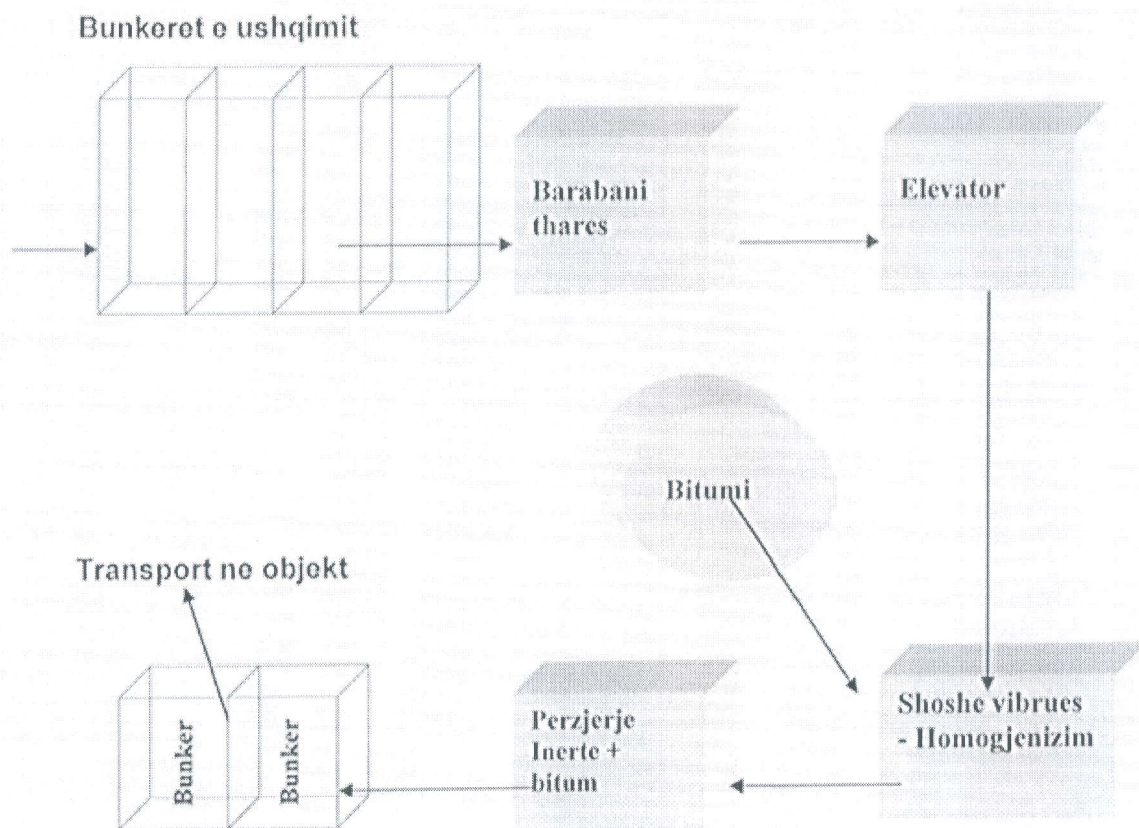 Bunkeret e ushqimit
Barabani
thares
Elevator
Bitumi
Transport ne objekt
Bunker
Bunker
Perzjerje
Inerte +
bitum
Shoshe vibrues
- Homogjenizim